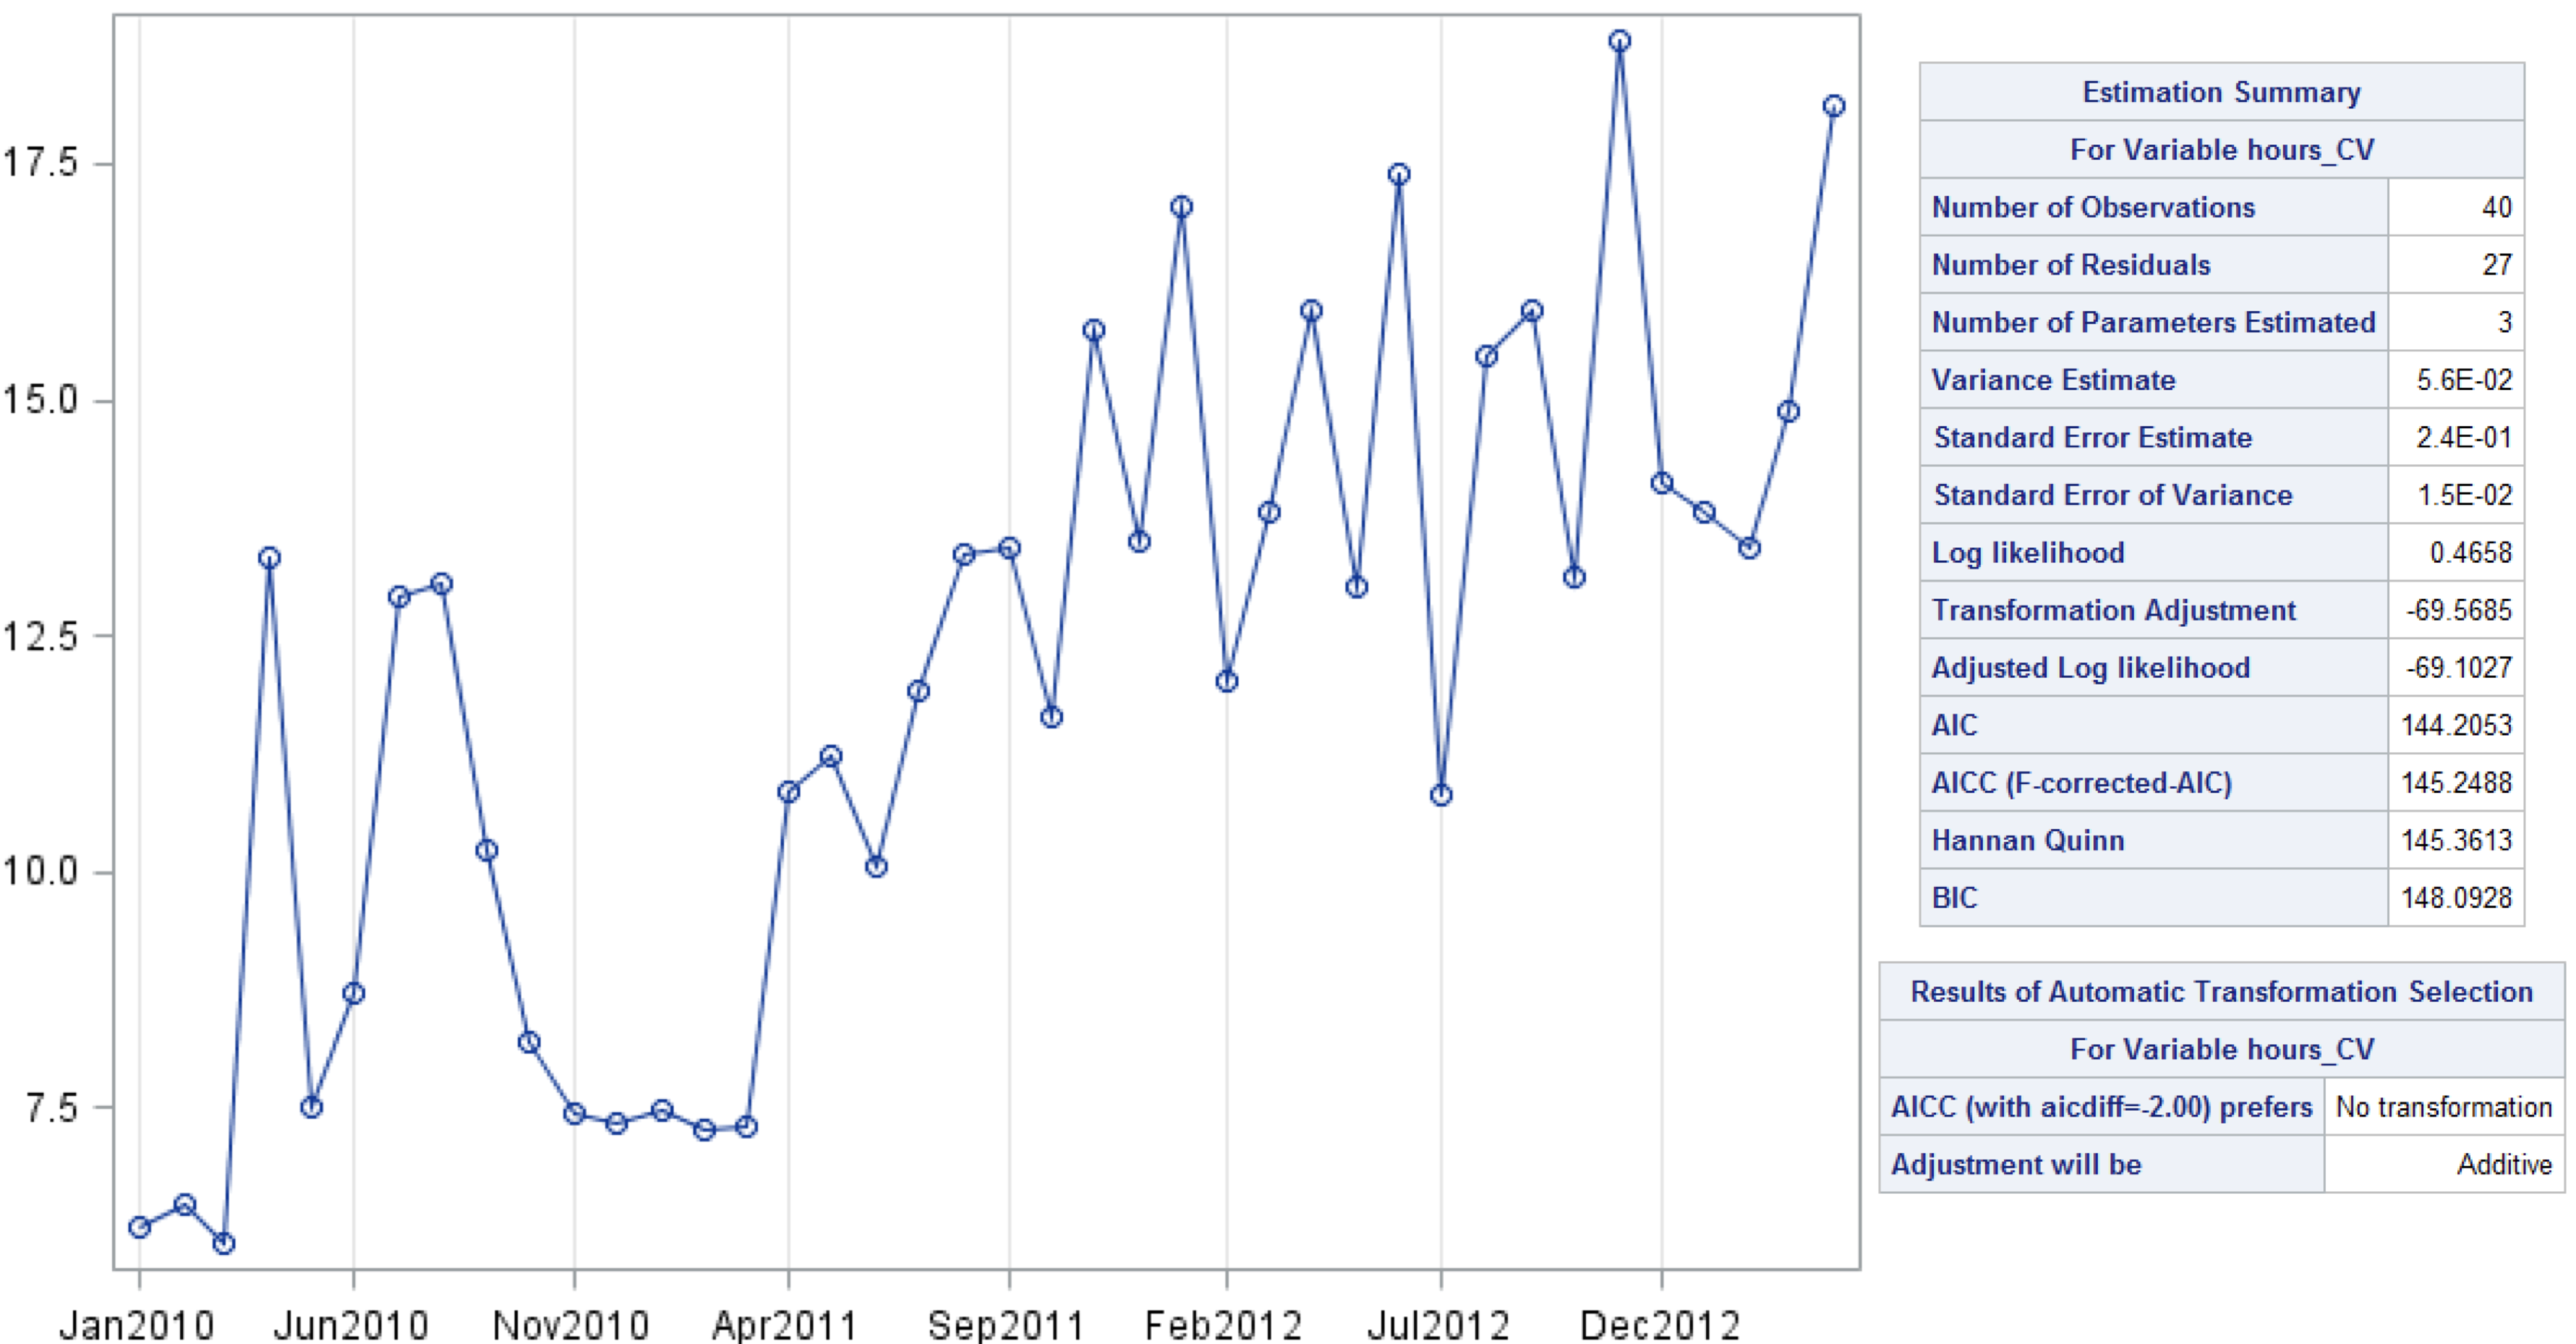 17.5
15.0
12.5
10.0
7.5
Jan2010 Jun2010 Nov2010 Apr2011 Sep2011 Feb2012 Jul2012 Dec2012
Estimation Summary
For Variable hours_CV
Number of Observations 40
Number of Residuals 27
Number of Parameters Estimated 3
Variance Estimate 5.6E-02
Standard Error Estimate 2.4E-01
Standard Error of Variance 1.5E-02
Log likelihood 0.4658
Transformation Adjustment -69.5685
Adjusted Log likelihood -69.1027
AIC 144.2053
AICC (F-corrected-AIC) 145.2488
Hannan Quinn 145.3613
BIC 148.0928
Results of Automatic Transformation Selection
For Variable hours_CV
AICC (with aicdiff=-2.00) prefers No transformation
Adjustment will be Additive